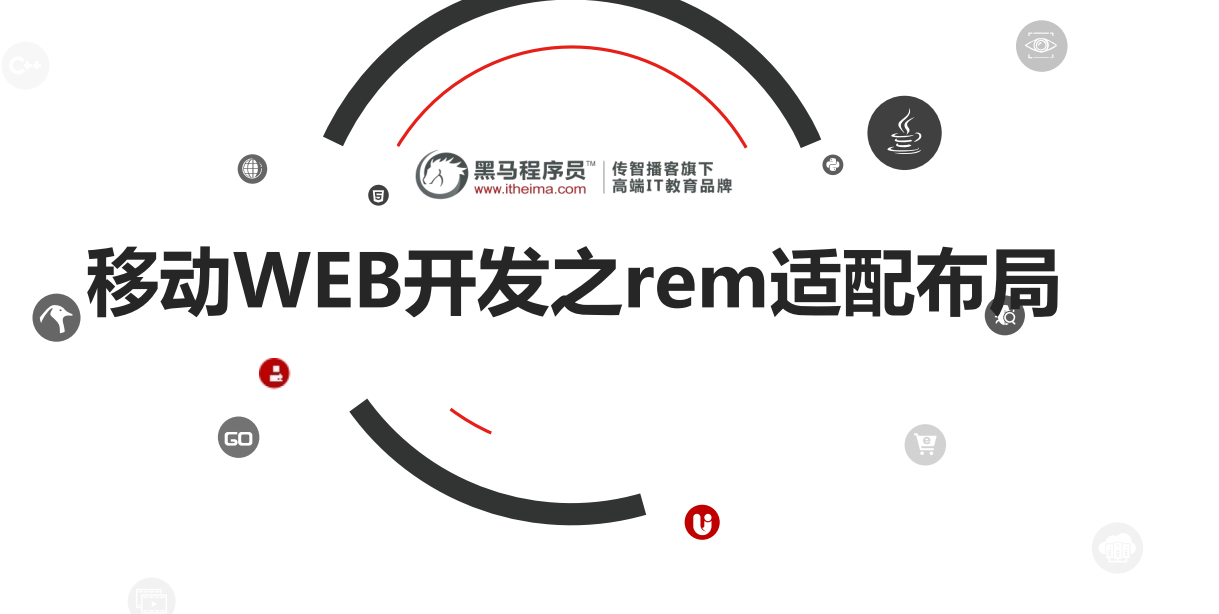 C++
黑马程序员™
www.itheima.com
传智播客旗下
高端IT教育品牌
移动WEB开发之rem适配布局
GO